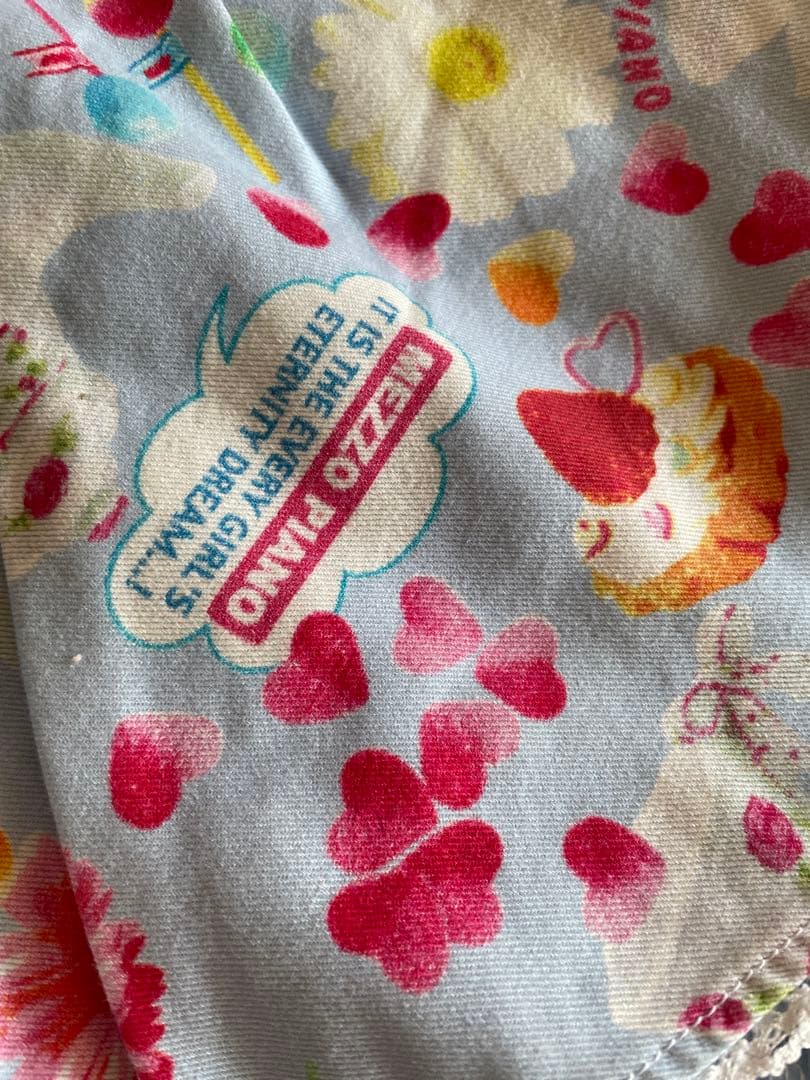 PIANO
MEZZO PIANO
IT IS THE EVERY GIRL'S
ETERNITY DREAM...!